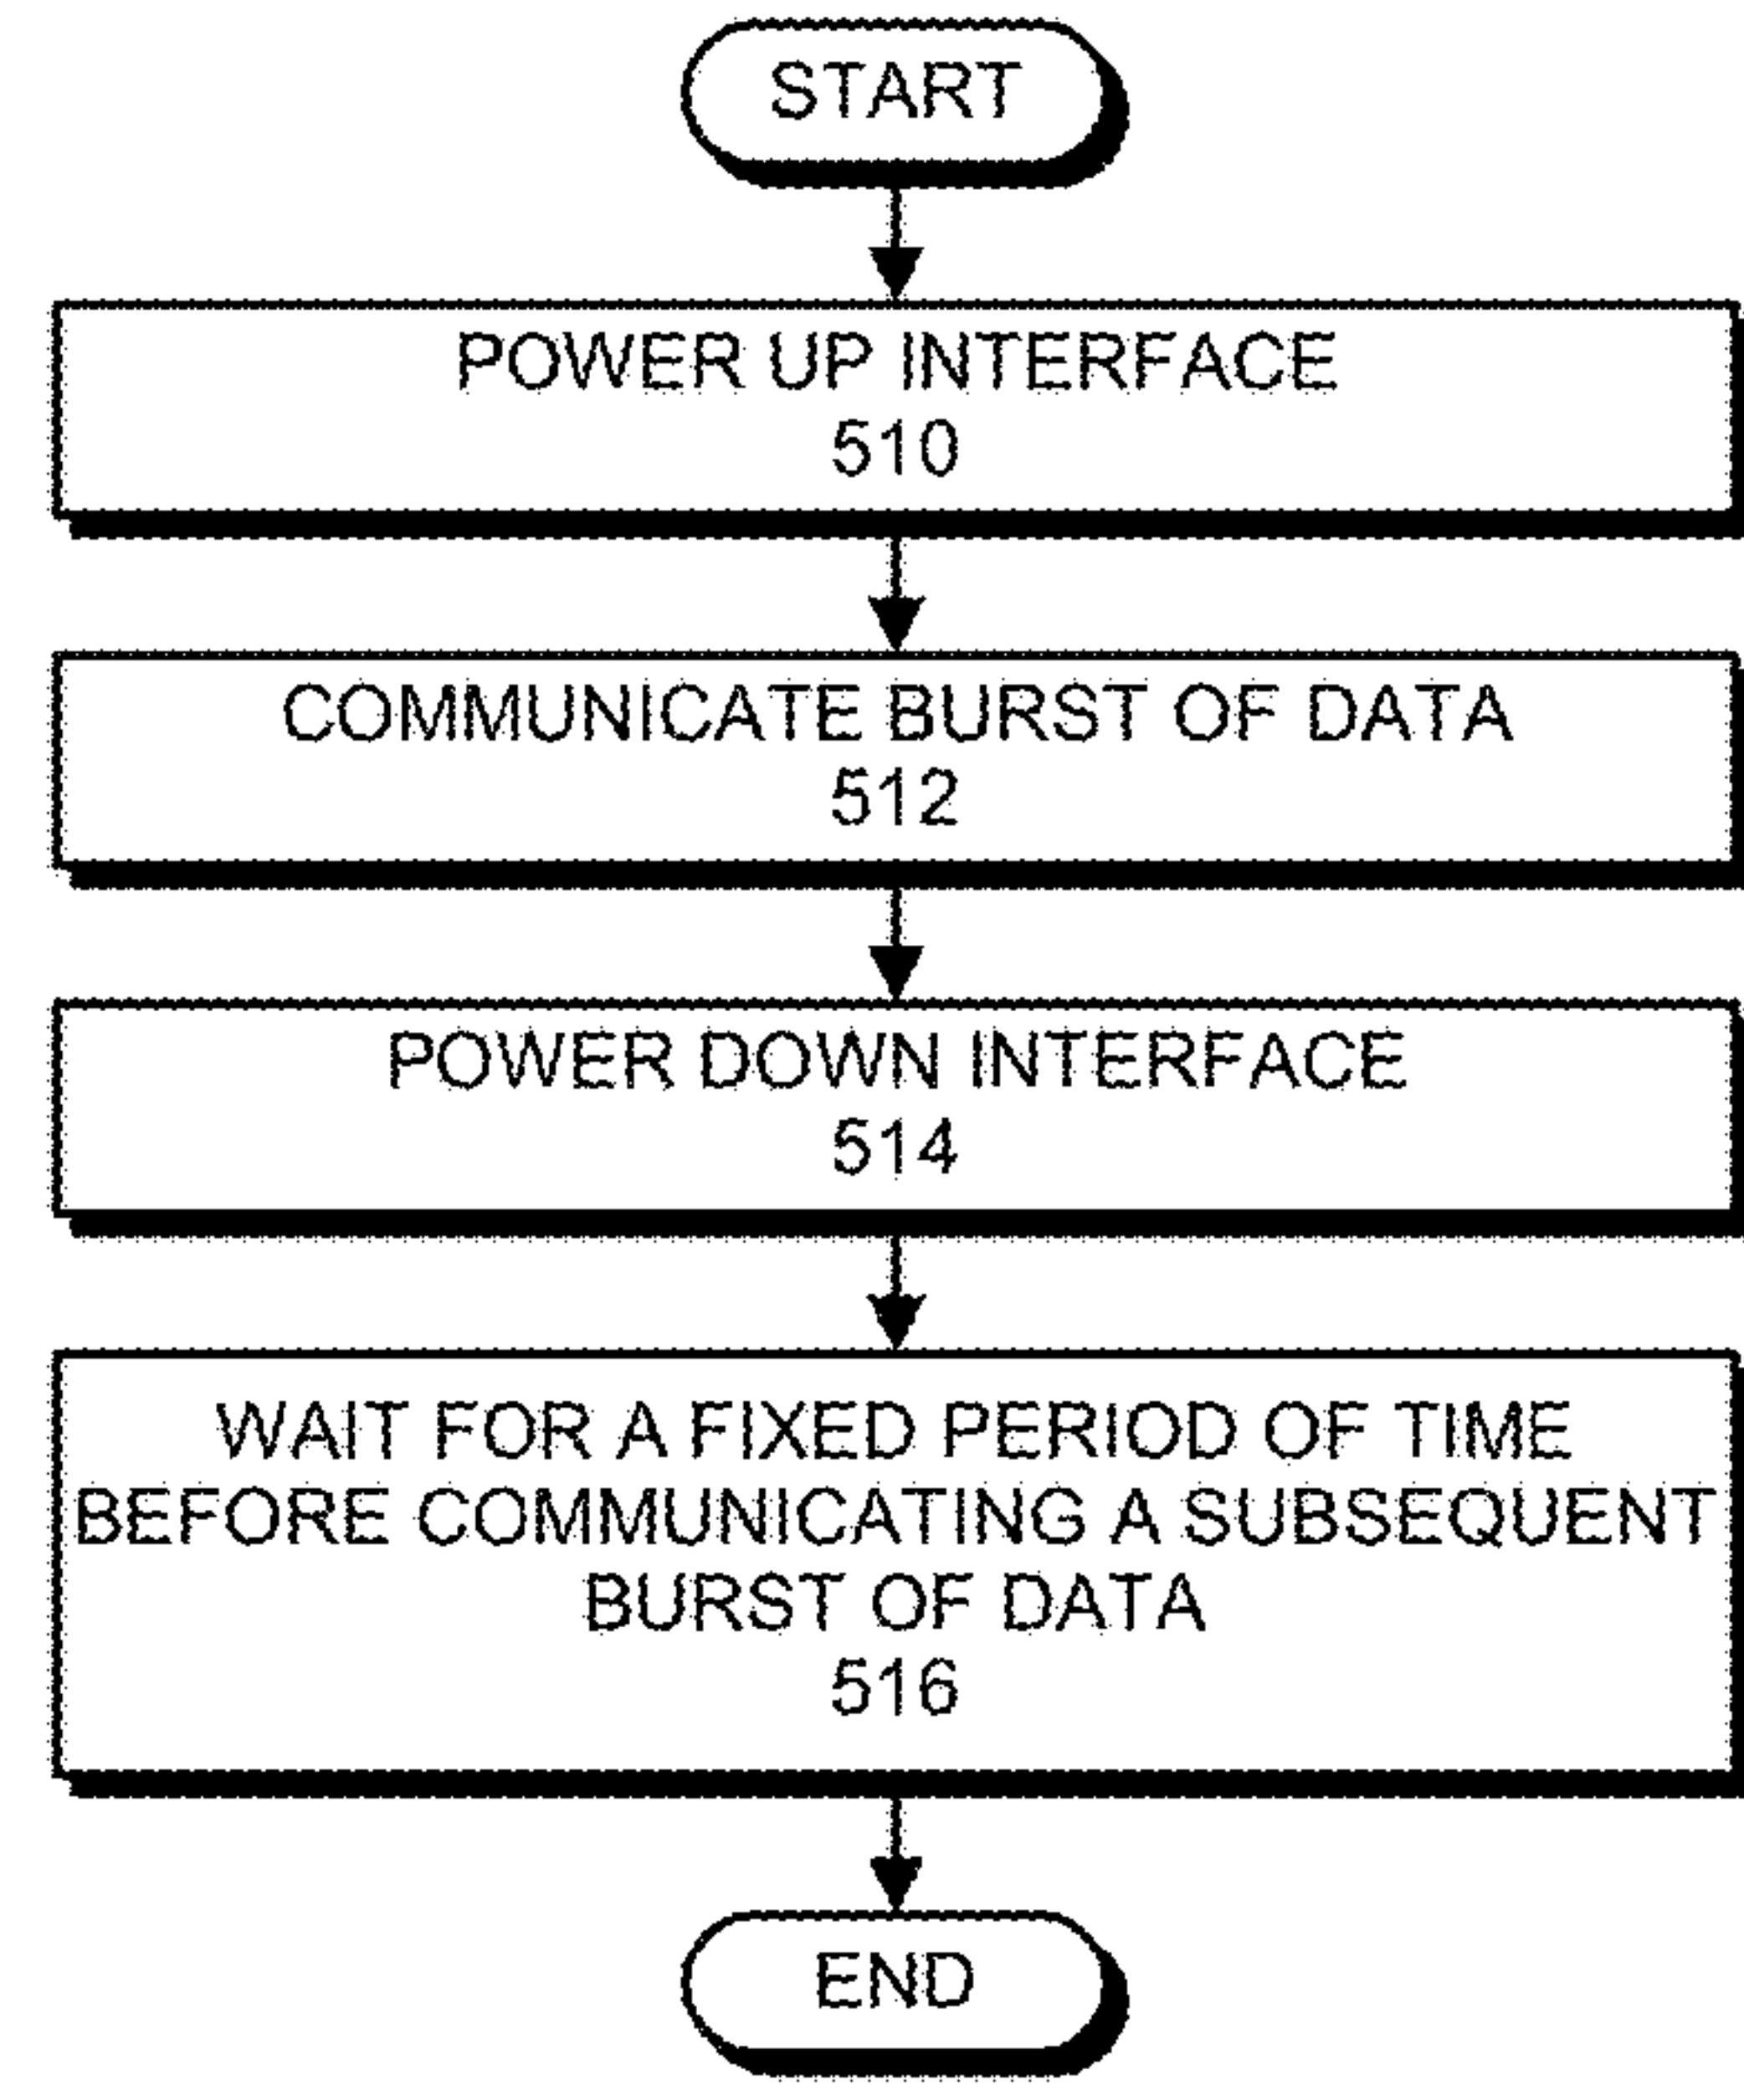 START
POWER UP INTERFACE
510
COMMUNICATE BURST OF DATA
512
POWER DOWN INTERFACE
514
WAIT FOR A FIXED PERIOD OF TIME
BEFORE COMMUNICATING A SUBSEQUENT
BURST OF DATA
516
END